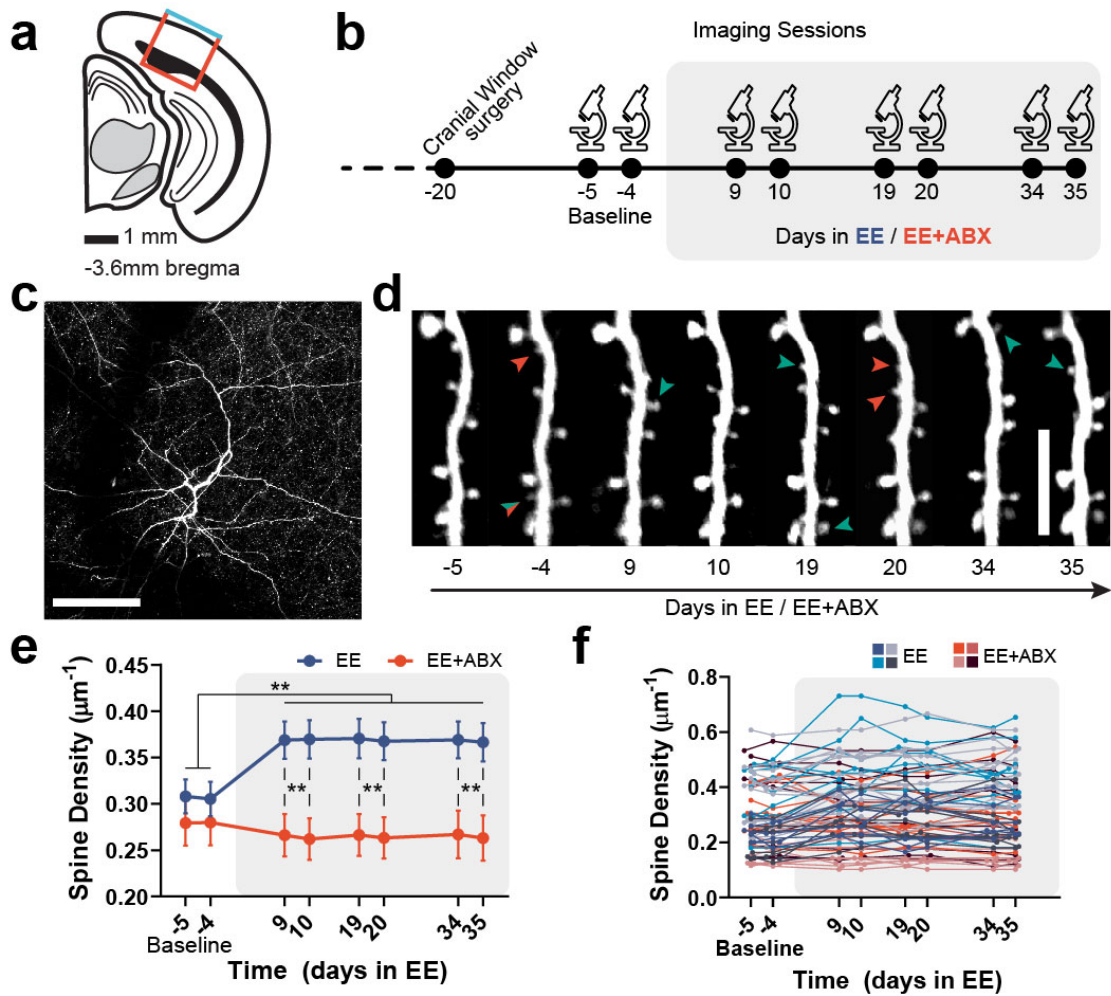 a
1 mm
-3.6mm bregma
b
Imaging Sessions
Cranial Window
surgery
-20
-5
-4
9
10
19
20
34
35
Baseline
Days in EE / EE+ABX
c
d
-5
-4
9
10
19
20
34
35
Days in EE / EE+ABX
e
EE
EE+ABX
Spine Density (μm⁻¹)
0.45
0.40
0.35
0.30
0.25
0.20
**
**
**
**
-5
-4
9
10
19
20
34
35
Baseline
Time (days in EE)
f
EE
EE+ABX
Spine Density (μm⁻¹)
0.8
0.6
0.4
0.2
0.0
-5
-4
9
10
19
20
34
35
Baseline
Time (days in EE)